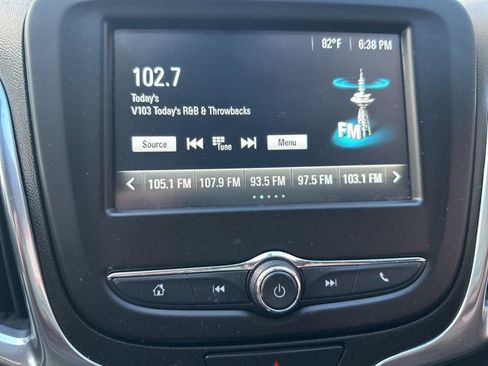 82°F 6:38 PM
102.7
Today's
V103 Today's R&B & Throwbacks
Source Tune Menu
FM
105.1 FM 107.9 FM 93.5 FM 97.5 FM 103.1 FM